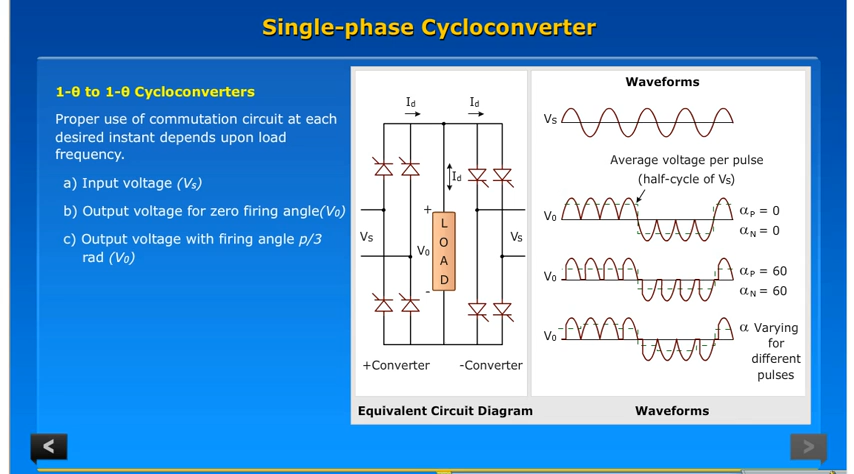 Single-phase Cycloconverter
1-θ to 1-θ Cycloconverters
Proper use of commutation circuit at each
desired instant depends upon load
frequency.
a) Input voltage (Vs)
b) Output voltage for zero firing angle(V₀)
c) Output voltage with firing angle p/3
rad (V₀)
Id
Id
Id
+
Vs
V₀
LOAD
Vs
-
+Converter
-Converter
Equivalent Circuit Diagram
Waveforms
Vs
Average voltage per pulse
(half-cycle of Vs)
V₀
αP = 0
αN = 0
V₀
αP = 60
αN = 60
V₀
α Varying
for
different
pulses
Waveforms
<
>